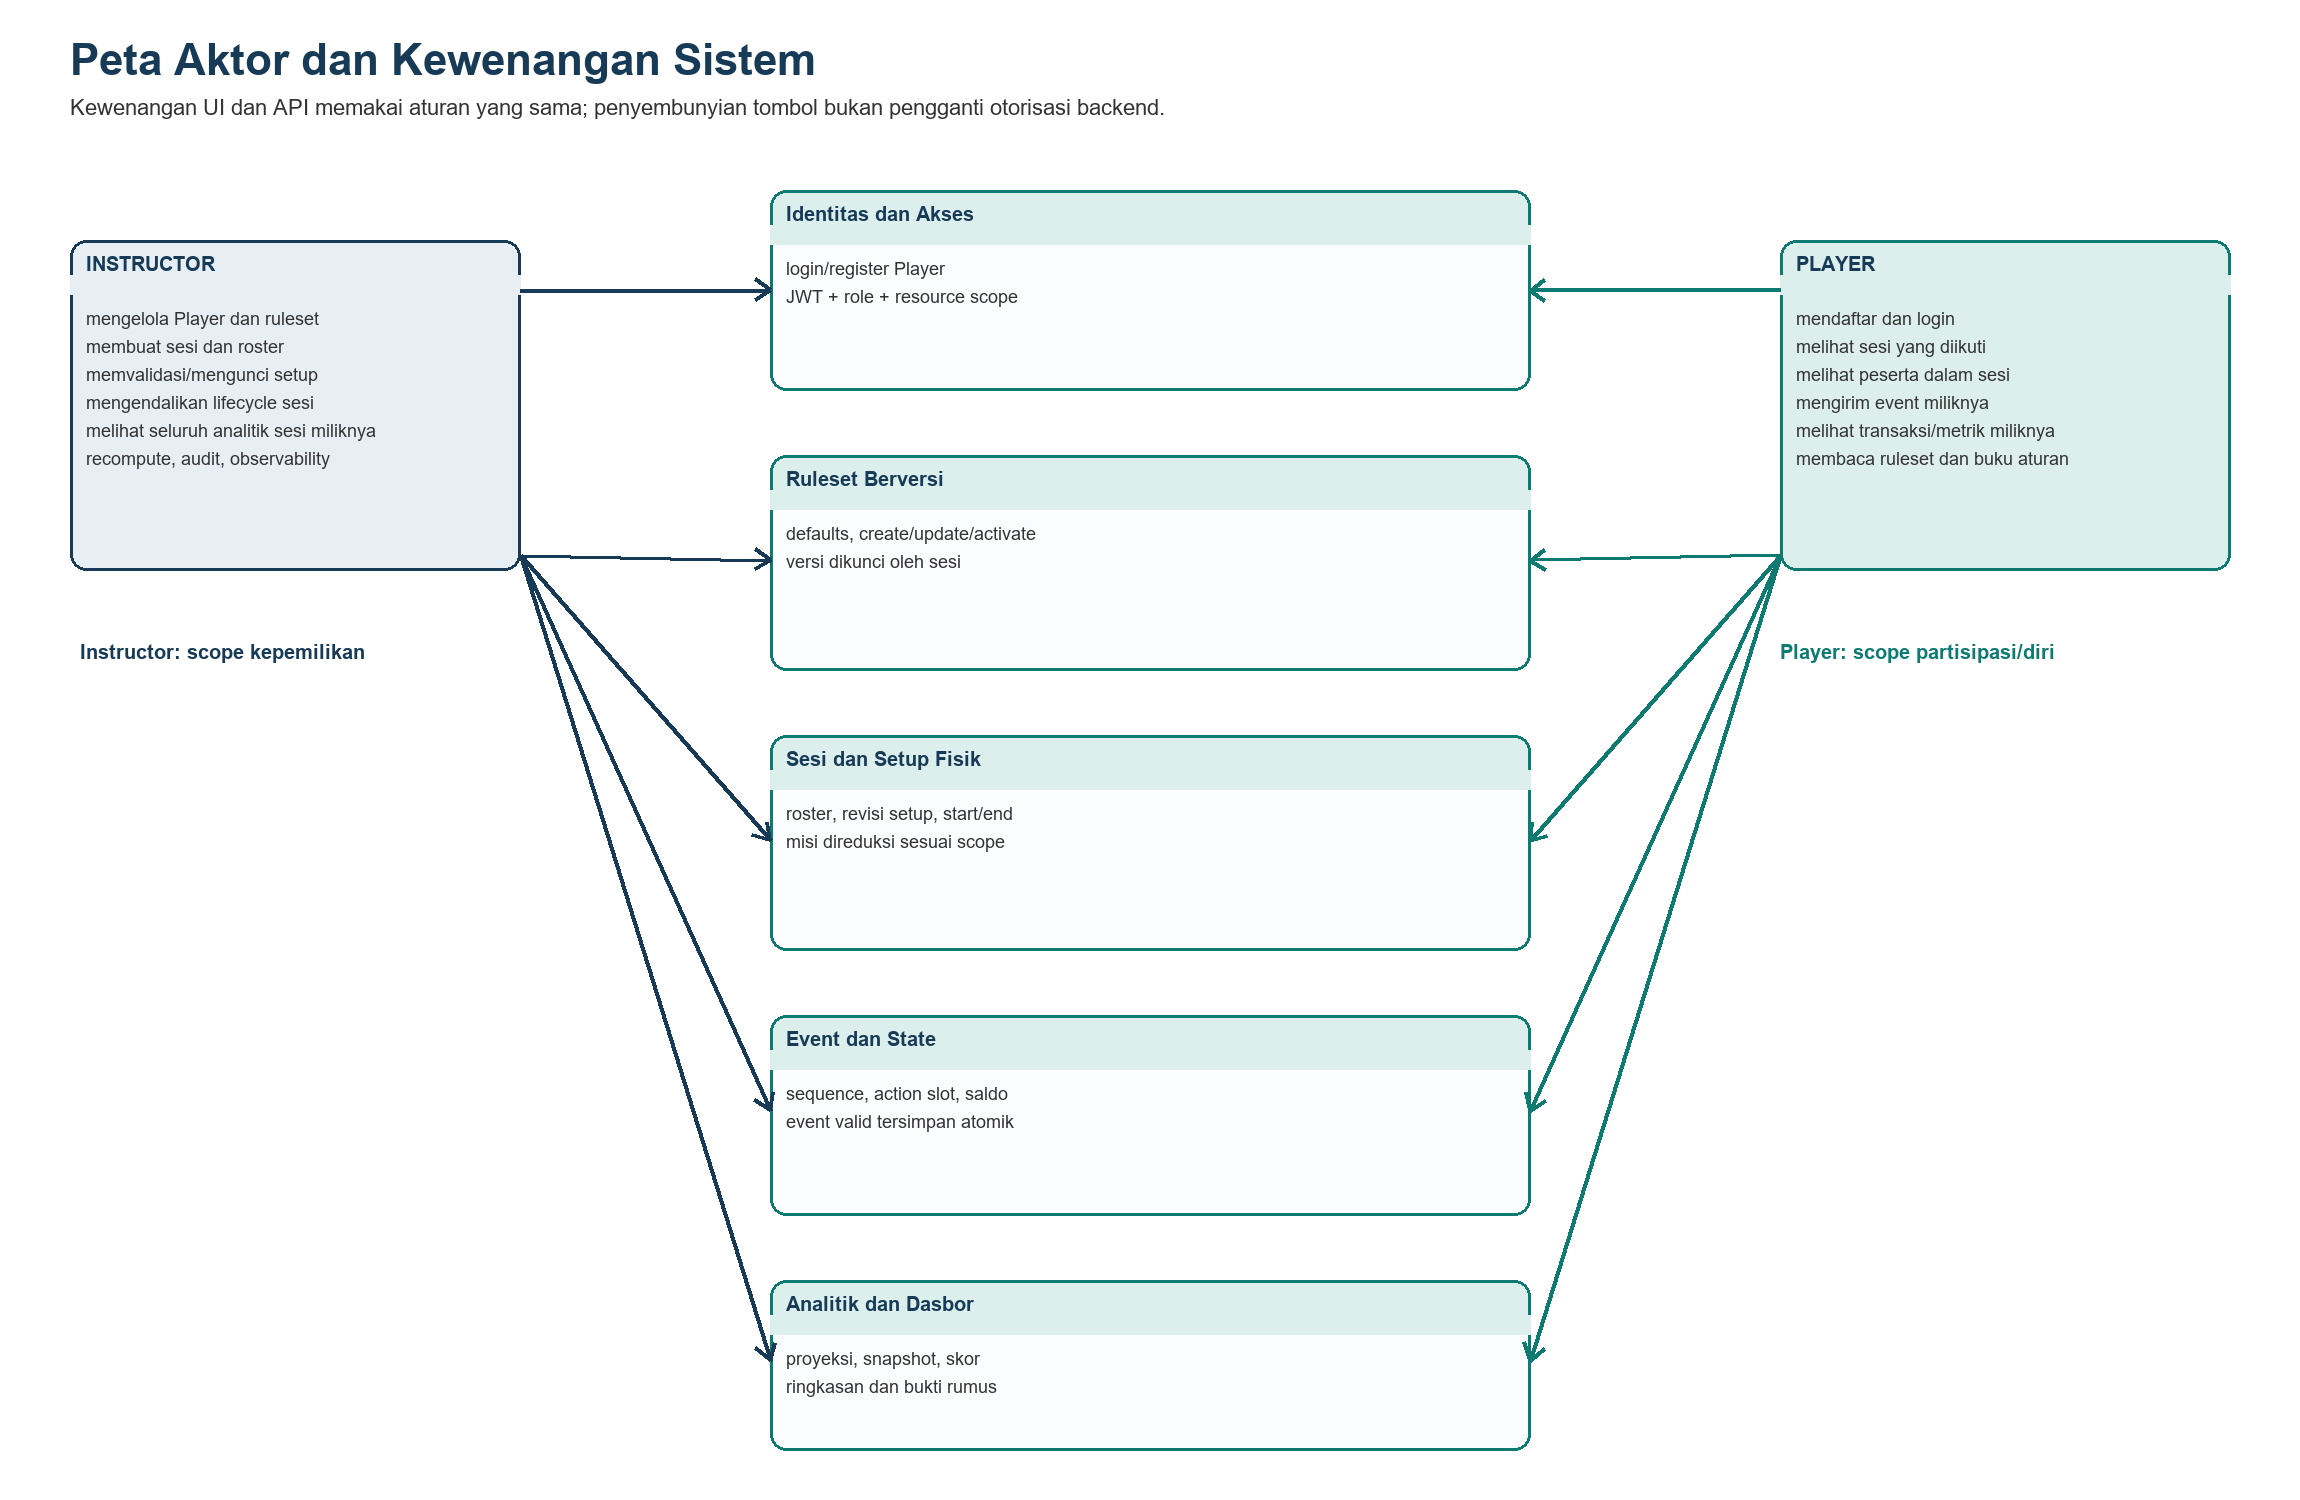 Peta Aktor dan Kewenangan Sistem
Kewenangan UI dan API memakai aturan yang sama; penyembunyian tombol bukan pengganti otorisasi backend.
INSTRUCTOR
mengelola Player dan ruleset
membuat sesi dan roster
memvalidasi/mengunci setup
mengendalikan lifecycle sesi
melihat seluruh analitik sesi miliknya
recompute, audit, observability
Instructor: scope kepemilikan
Identitas dan Akses
login/register Player
JWT + role + resource scope
Ruleset Berversi
defaults, create/update/activate
versi dikunci oleh sesi
Sesi dan Setup Fisik
roster, revisi setup, start/end
misi direduksi sesuai scope
Event dan State
sequence, action slot, saldo
event valid tersimpan atomik
Analitik dan Dasbor
proyeksi, snapshot, skor
ringkasan dan bukti rumus
PLAYER
mendaftar dan login
melihat sesi yang diikuti
melihat peserta dalam sesi
mengirim event miliknya
melihat transaksi/metrik miliknya
membaca ruleset dan buku aturan
Player: scope partisipasi/diri